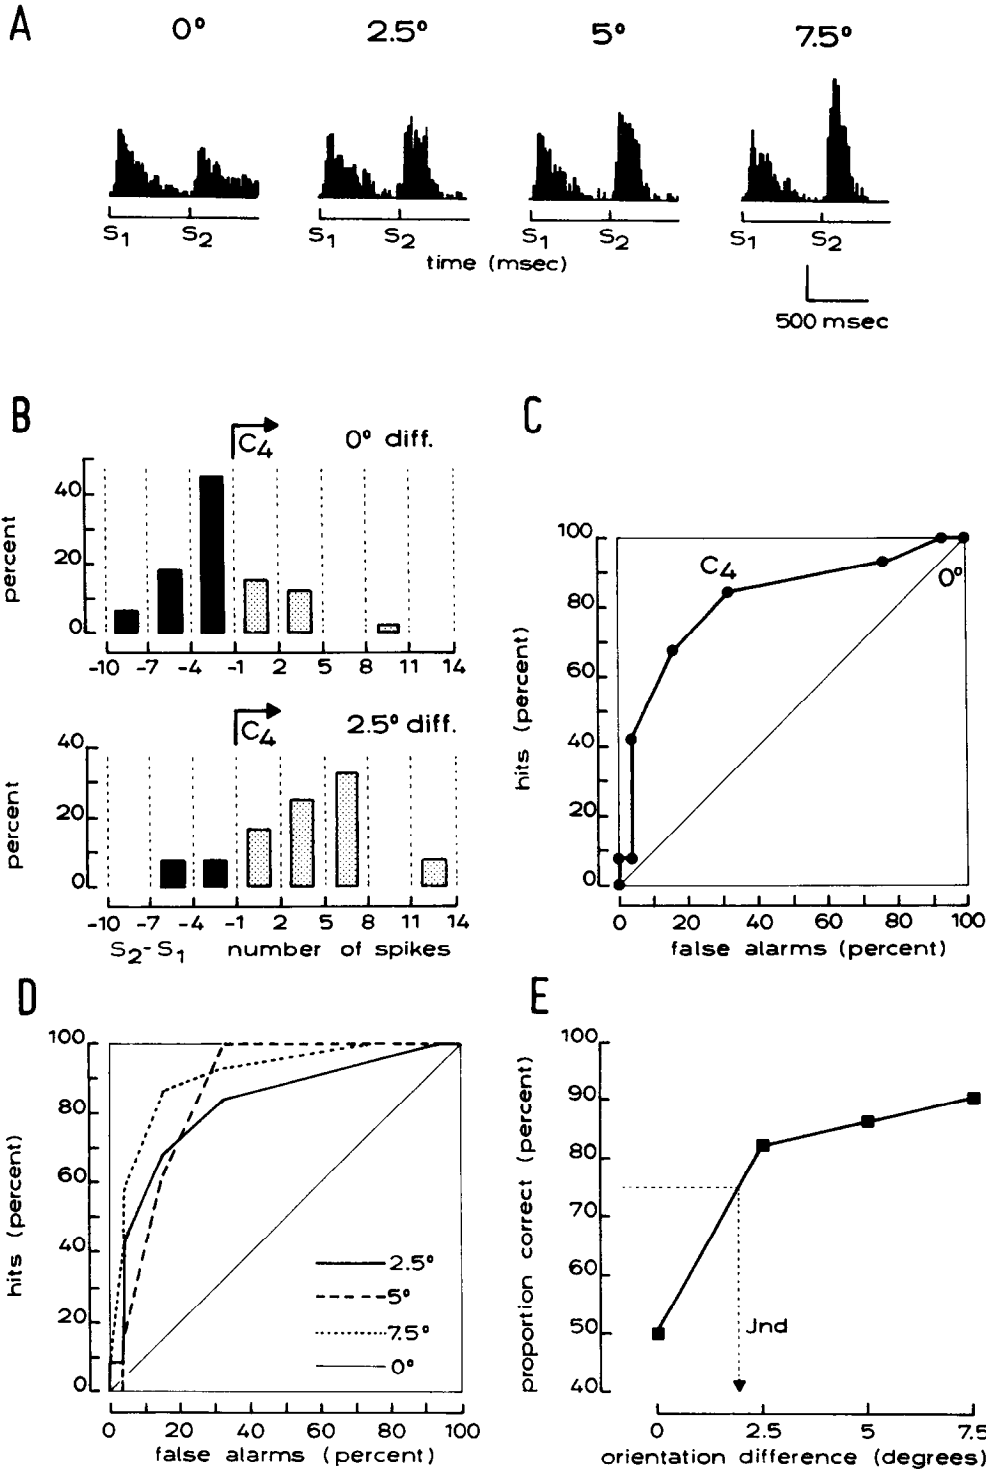 A
0° 2.5° 5° 7.5°
S1 S2 S1 S2 S1 S2 S1 S2
time (msec)
500 msec
B
C4 0° diff.
percent
40
20
0
-10 -7 -4 -1 2 5 8 11 14
C4 2.5° diff.
percent
40
20
0
-10 -7 -4 -1 2 5 8 11 14
S2-S1 number of spikes
C
hits (percent)
100
80
60
40
20
0
C4
0°
0 20 40 60 80 100
false alarms (percent)
D
hits (percent)
100
80
60
40
20
0
2.5°
5°
7.5°
0°
0 20 40 60 80 100
false alarms (percent)
E
proportion correct (percent)
100
90
80
70
60
50
40
Jnd
0 2.5 5 7.5
orientation difference (degrees)